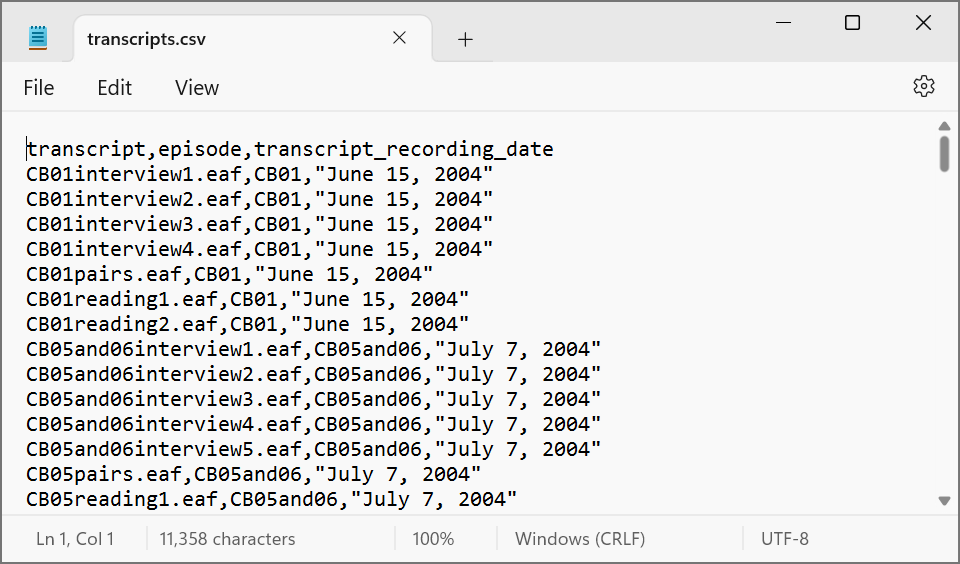 transcripts.csv
File Edit View
transcript,episode,transcript_recording_date
CB01interview1.eaf,CB01,"June 15, 2004"
CB01interview2.eaf,CB01,"June 15, 2004"
CB01interview3.eaf,CB01,"June 15, 2004"
CB01interview4.eaf,CB01,"June 15, 2004"
CB01pairs.eaf,CB01,"June 15, 2004"
CB01reading1.eaf,CB01,"June 15, 2004"
CB01reading2.eaf,CB01,"June 15, 2004"
CB05and06interview1.eaf,CB05and06,"July 7, 2004"
CB05and06interview2.eaf,CB05and06,"July 7, 2004"
CB05and06interview3.eaf,CB05and06,"July 7, 2004"
CB05and06interview4.eaf,CB05and06,"July 7, 2004"
CB05and06interview5.eaf,CB05and06,"July 7, 2004"
CB05pairs.eaf,CB05and06,"July 7, 2004"
CB05reading1.eaf,CB05and06,"July 7, 2004"
Ln 1, Col 1 11,358 characters 100% Windows (CRLF) UTF-8